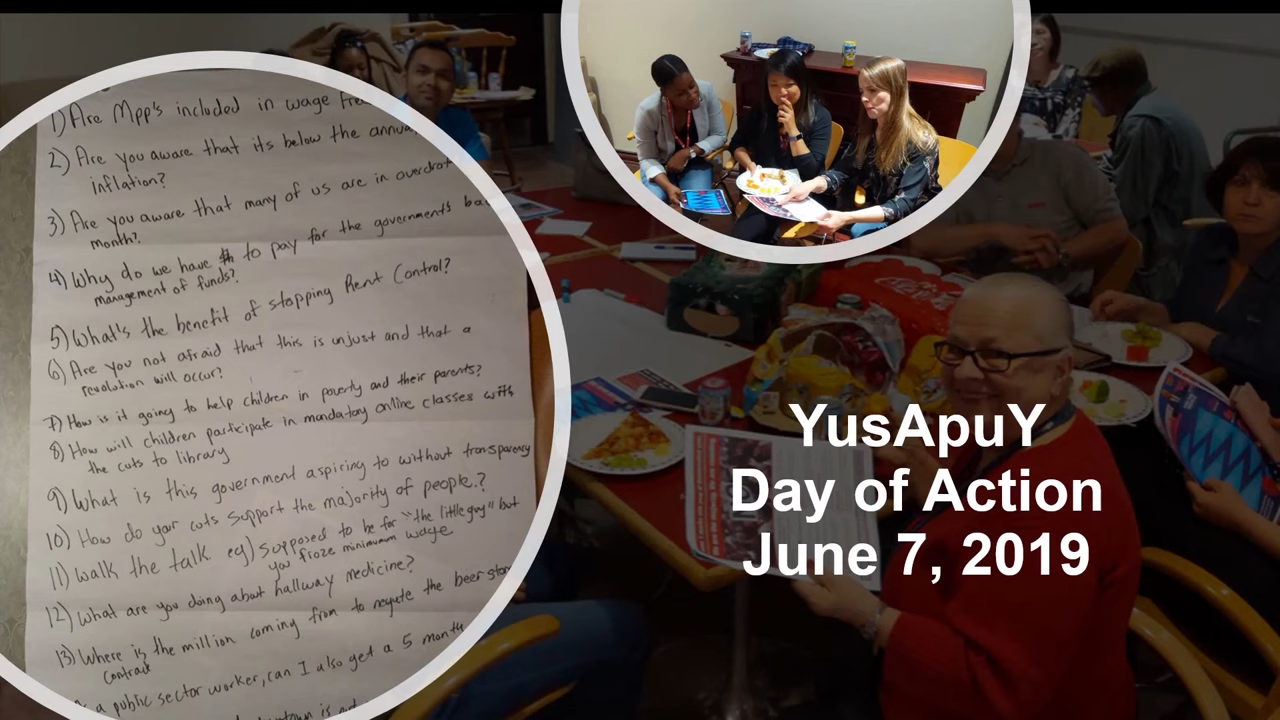 1) Are Mpp's included in wage
2) Are you aware that its below the annual
inflation?
3) Are you aware that many of us are in overdraft
month?
4) Why do we have to pay for the government's
management of funds?
5) What's the benefit of stopping Rent Control?
6) Are you not afraid that this is unjust and that a
revolution will occur?
7) How is it going to help children in poverty and their parents?
8) How will children participate in mandatory online classes with
the cuts to library
9) What is this government aspiring to without transparency
10) How do your cuts support the majority of people.?
11) Walk the talk eg) supposed to be for "the little guy" but
you froze minimum wage
12) What are you doing about hallway medicine?
13) Where is the million coming from to negate the beer
contract
a public sector worker, can I also get a 5 month
YusApuY
Day of Action
June 7, 2019